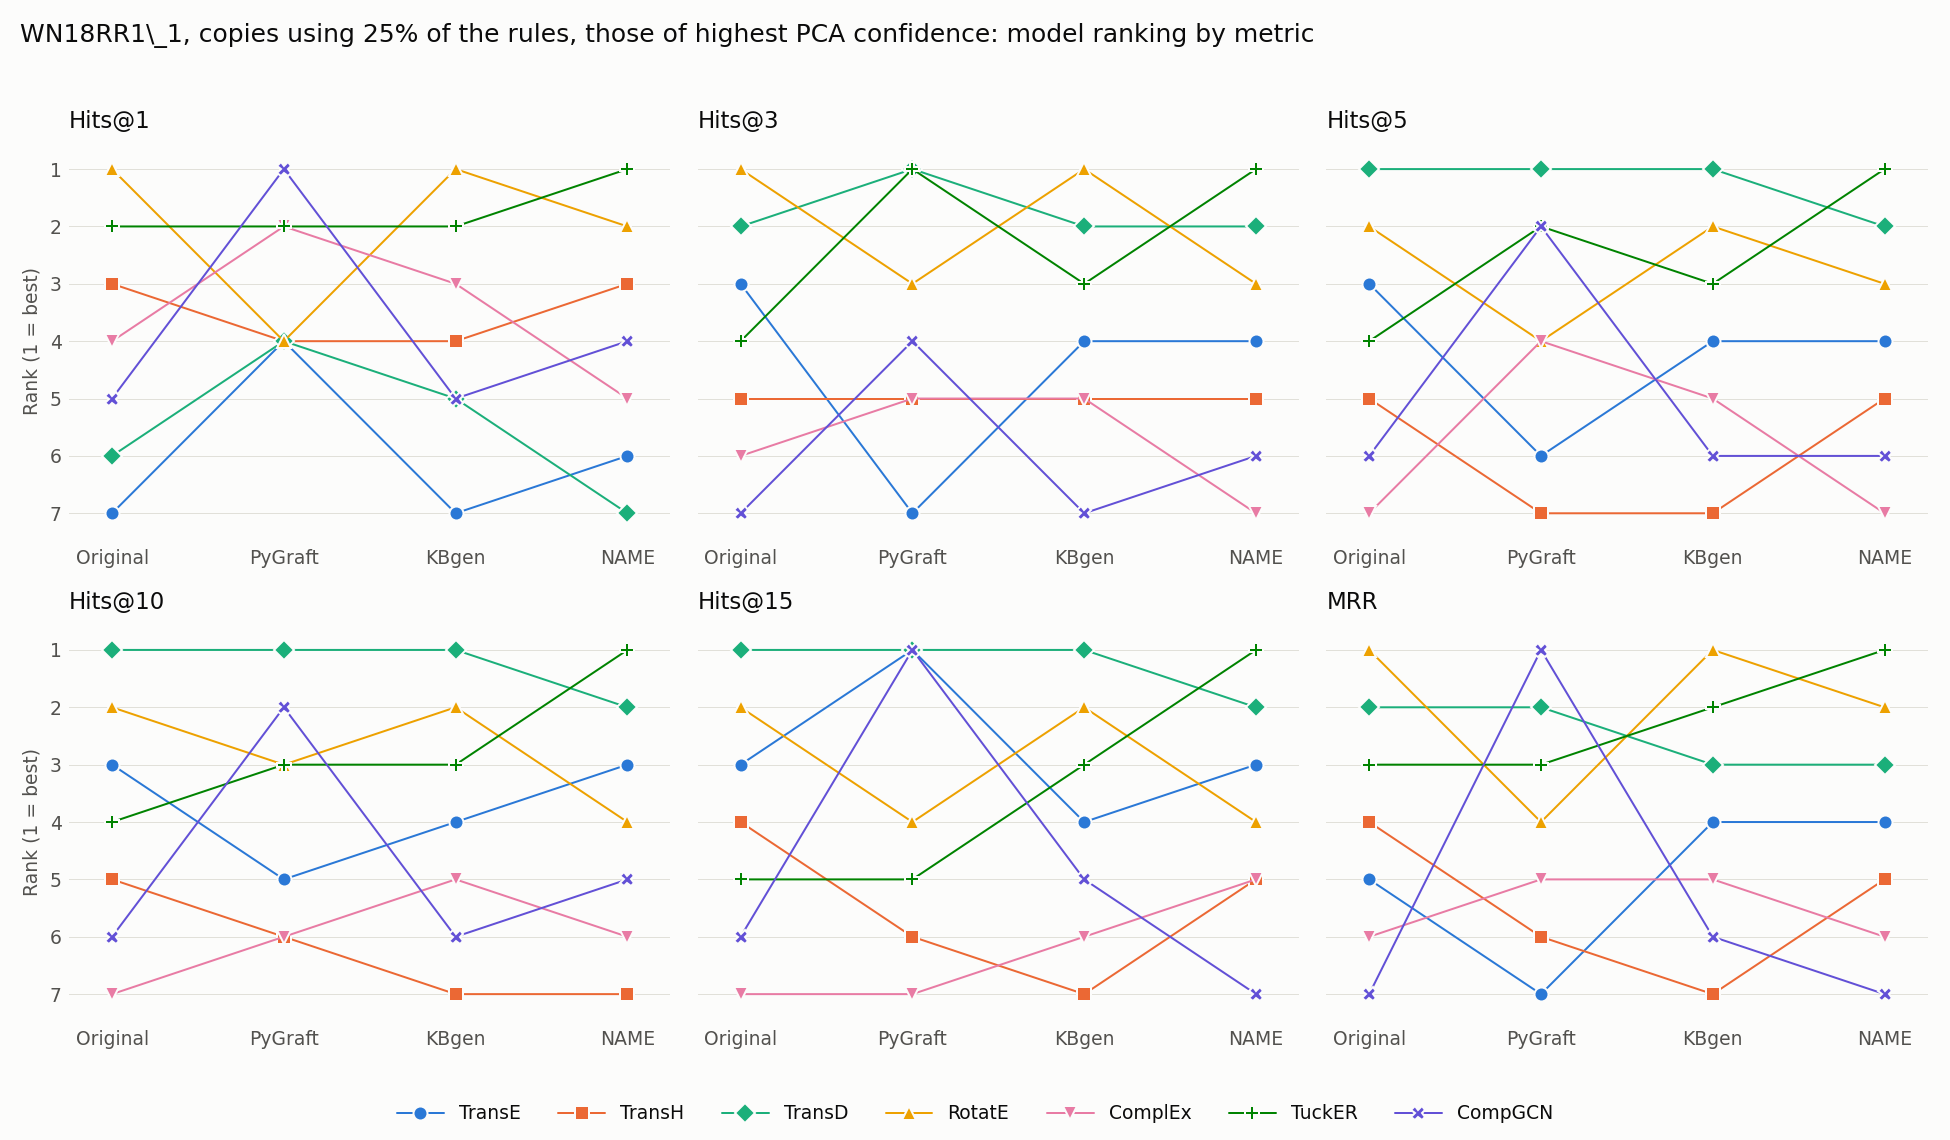 WN18RR1\_1, copies using 25% of the rules, those of highest PCA confidence: model ranking by metric
Hits@1
Hits@3
Hits@5
Rank (1 = best)
1
2
3
4
5
6
7
Original PyGraft KBgen NAME
Original PyGraft KBgen NAME
Original PyGraft KBgen NAME
Hits@10
Hits@15
MRR
Rank (1 = best)
1
2
3
4
5
6
7
Original PyGraft KBgen NAME
Original PyGraft KBgen NAME
Original PyGraft KBgen NAME
TransE TransH TransD RotatE ComplEx TuckER CompGCN